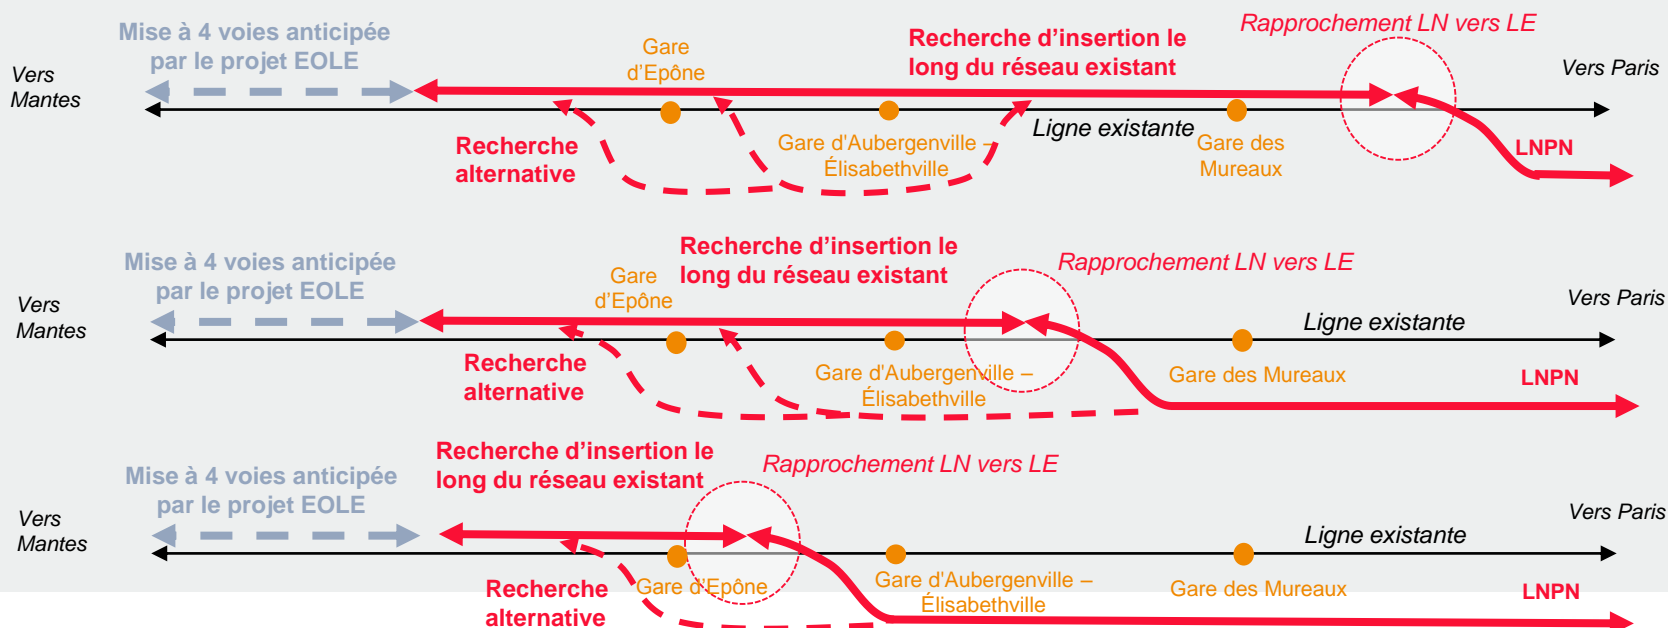 Mise à 4 voies anticipée
par le projet EOLE
Vers
Mantes
Gare
d'Epône
Recherche d'insertion le
long du réseau existant
Rapprochement LN vers LE
Vers Paris
Recherche
alternative
Gare d'Aubergenville –
Élisabethville
Ligne existante
Gare des
Mureaux
LNPN
Mise à 4 voies anticipée
par le projet EOLE
Vers
Mantes
Gare
d'Epône
Recherche d'insertion le
long du réseau existant
Rapprochement LN vers LE
Vers Paris
Ligne existante
Recherche
alternative
Gare d'Aubergenville –
Élisabethville
Gare des Mureaux
LNPN
Mise à 4 voies anticipée
par le projet EOLE
Vers
Mantes
Recherche d'insertion le
long du réseau existant
Rapprochement LN vers LE
Vers Paris
Ligne existante
Recherche
alternative
Gare d'Epône
Gare d'Aubergenville –
Élisabethville
Gare des Mureaux
LNPN